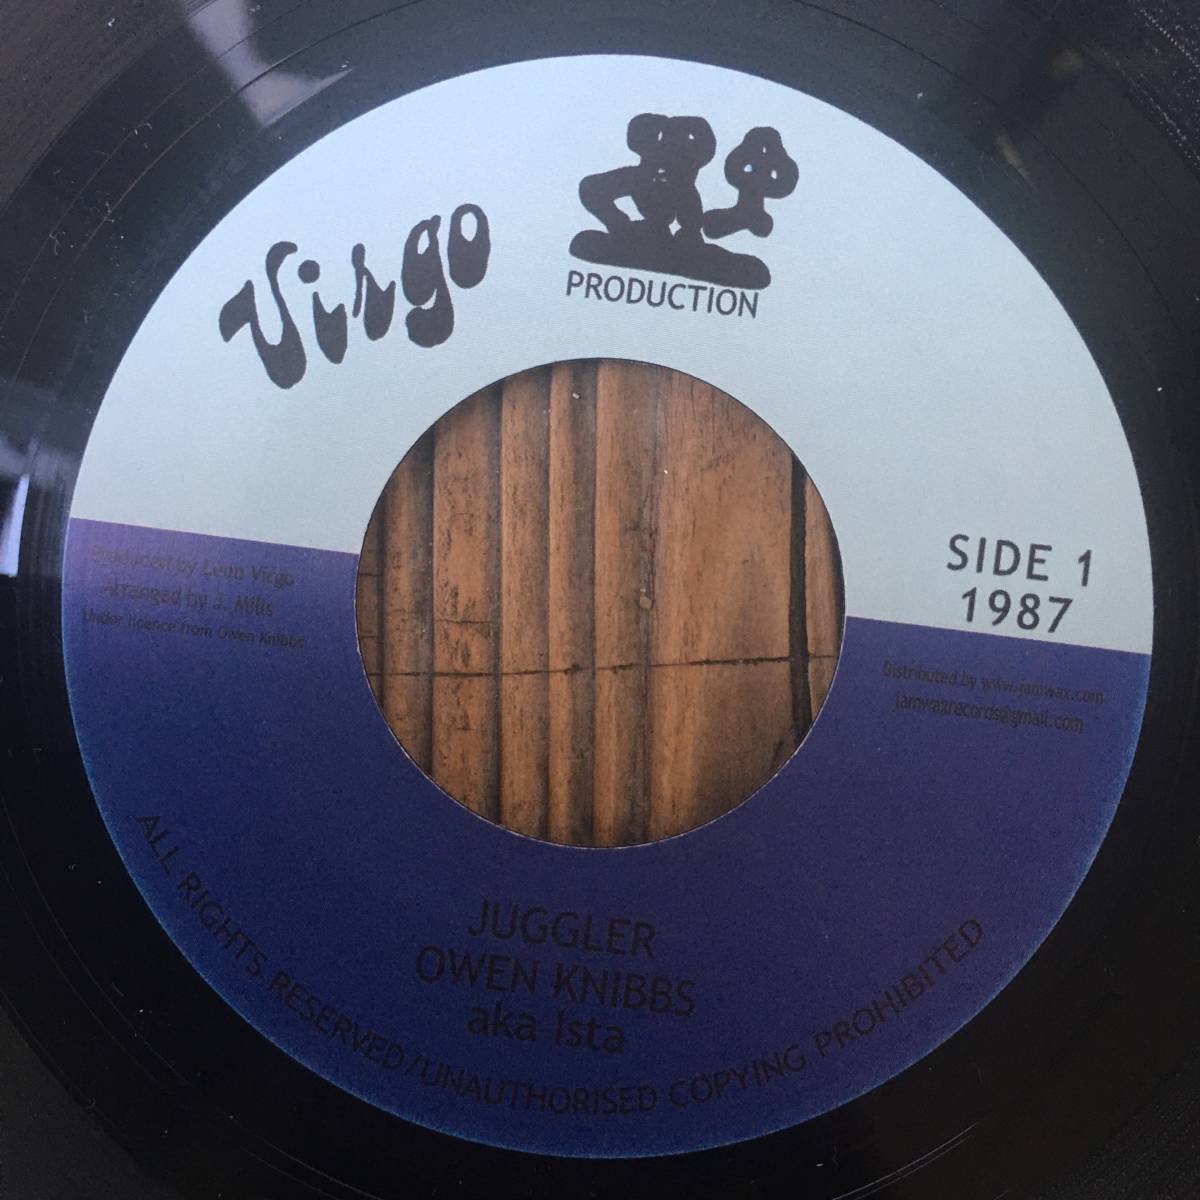 Virgo
PRODUCTION
SIDE 1
1987
Produced by Leon Virgo
Arranged by J. Mills
Under licence from Owen Knibbs
Distributed by www.jamwax.com
jamwaxrecords@gmail.com
JUGGLER
OWEN KNIBBS
aka Ista
ALL RIGHTS RESERVED/UNAUTHORISED COPYING PROHIBITED